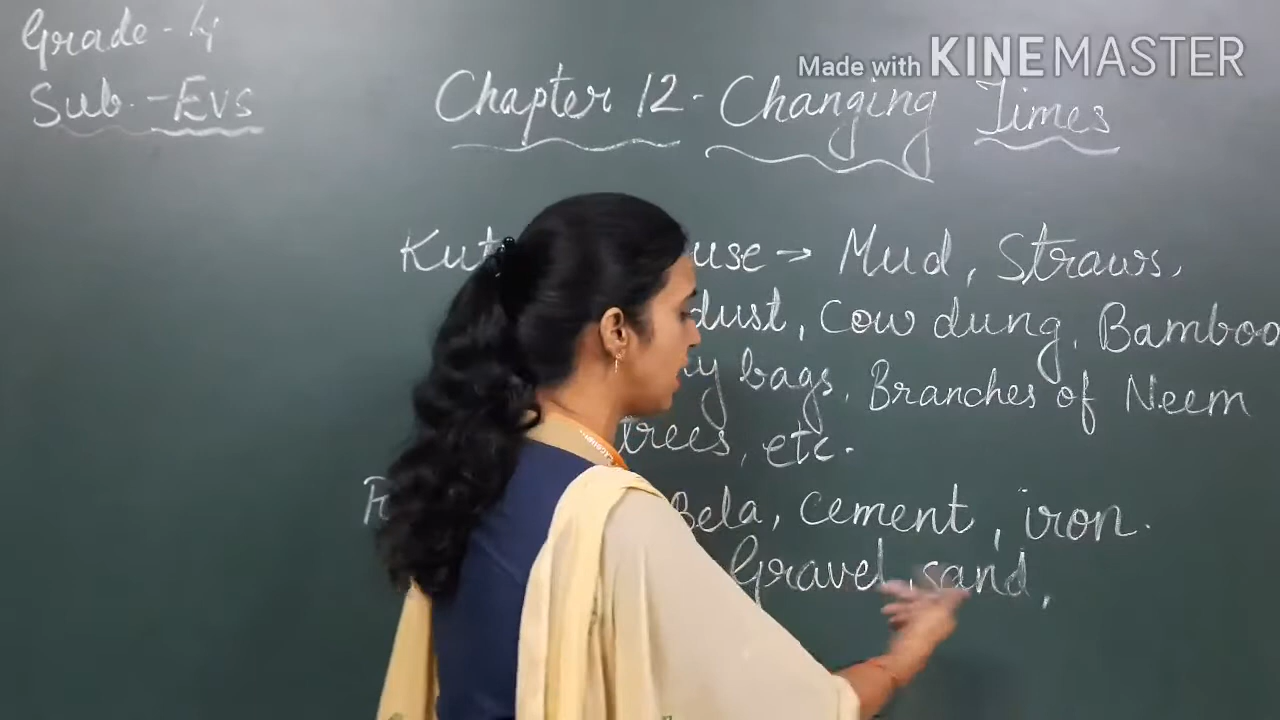 Grade - 4
Sub. - EVS
Made with KINEMASTER
Chapter 12 - Changing Times
Kut use → Mud, Straws,
dust, Cow dung, Bamboo
y bags, Branches of Neem
trees, etc.
Bela, cement, iron.
Gravel, sand,